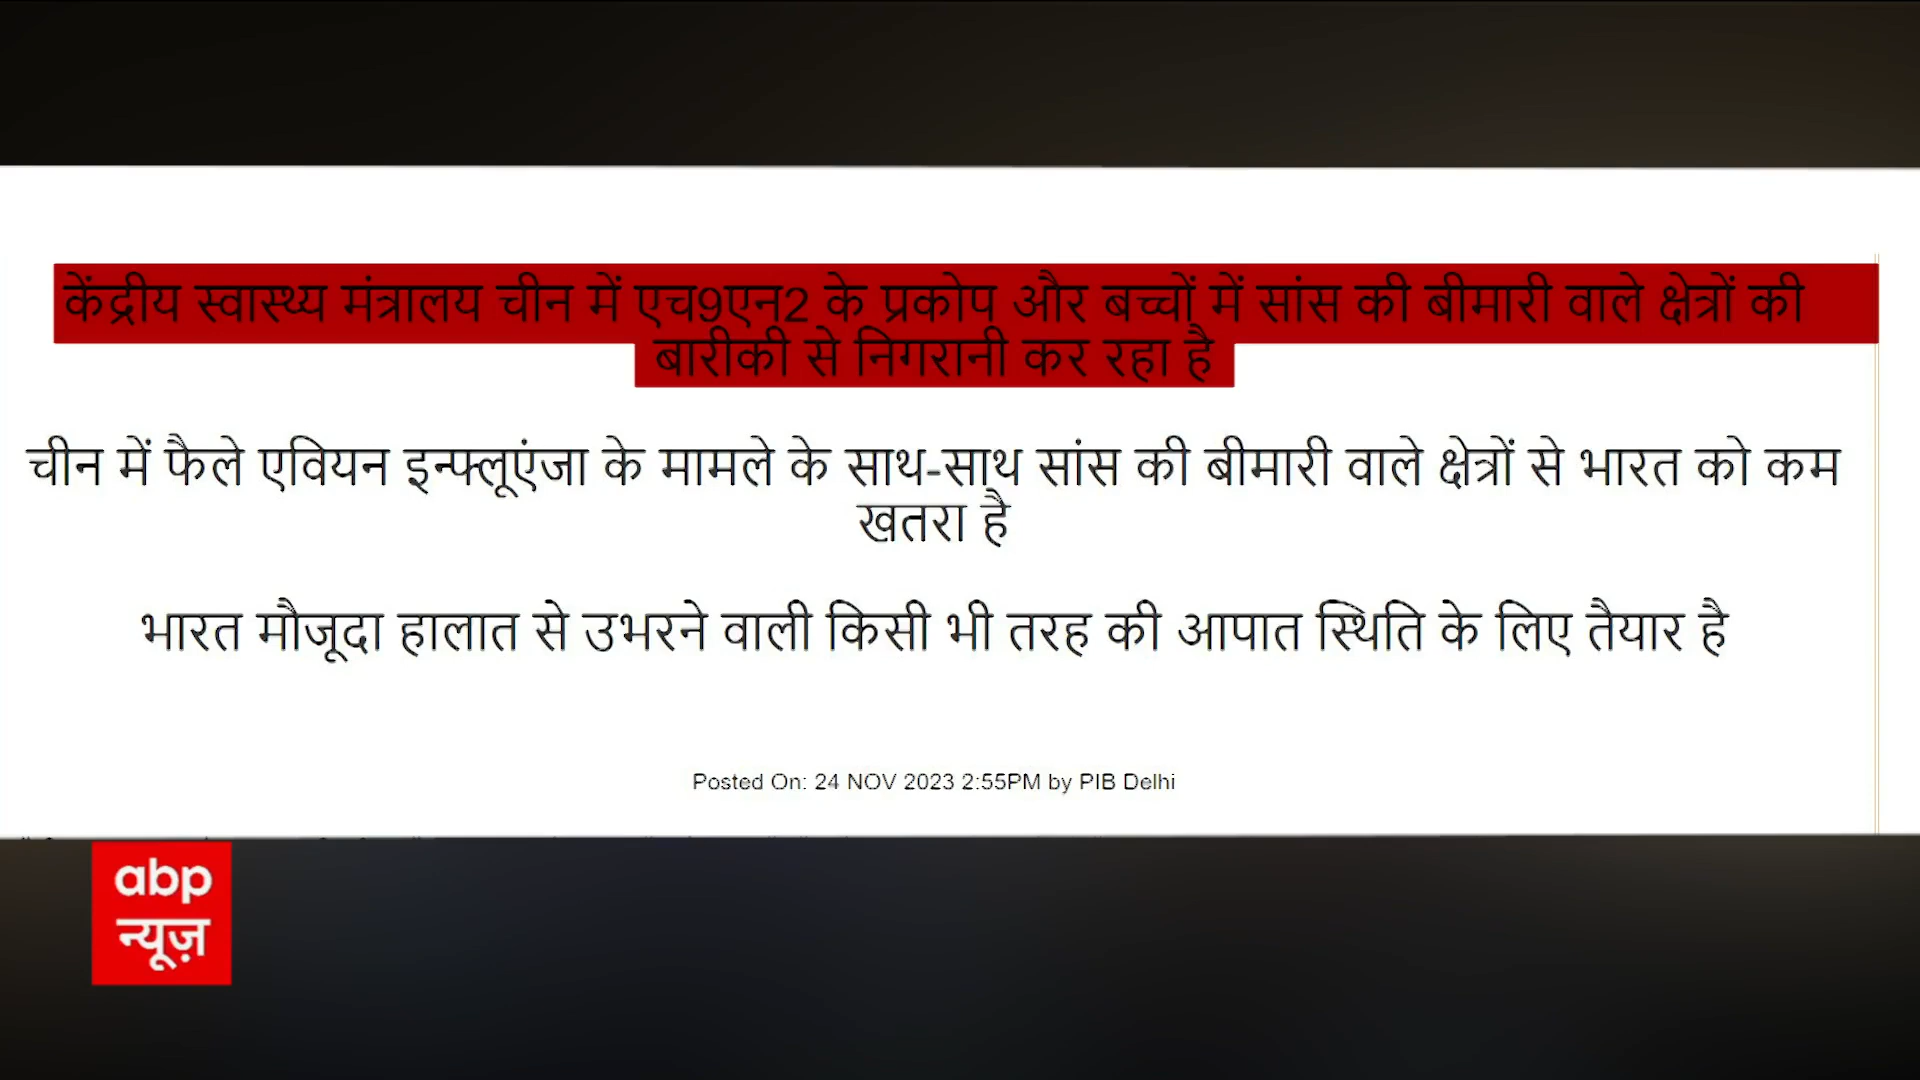 केंद्रीय स्वास्थ्य मंत्रालय चीन में एच9एन2 के प्रकोप और बच्चों में सांस की बीमारी वाले क्षेत्रों की
बारीकी से निगरानी कर रहा है
चीन में फैले एवियन इन्फ्लूएंजा के मामले के साथ-साथ सांस की बीमारी वाले क्षेत्रों से भारत को कम
खतरा है
भारत मौजूदा हालात से उभरने वाली किसी भी तरह की आपात स्थिति के लिए तैयार है
Posted On: 24 NOV 2023 2:55PM by PIB Delhi
abp
न्यूज़